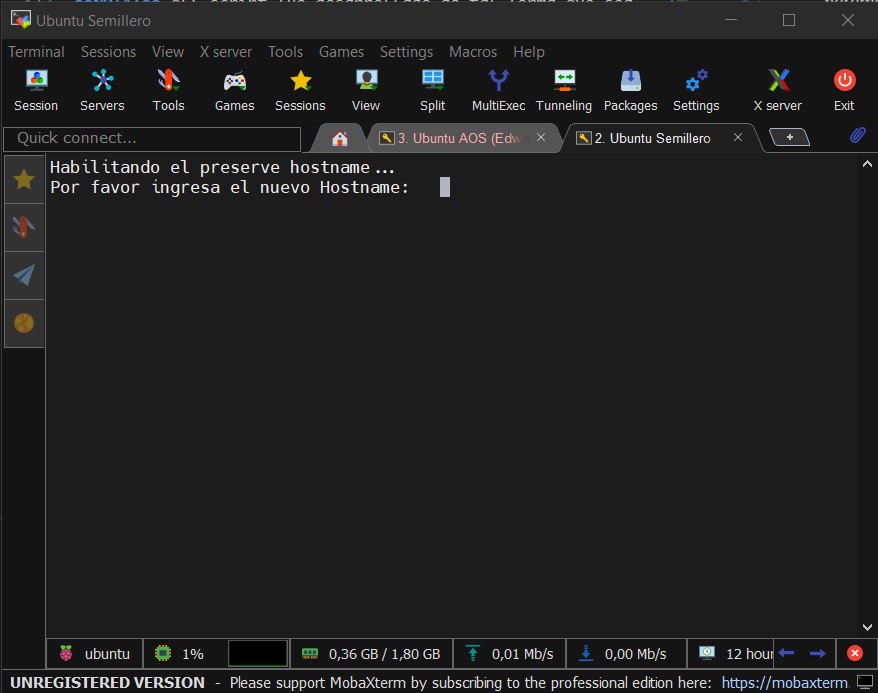 Ubuntu Semillero
Terminal Sessions View X server Tools Games Settings Macros Help
Session Servers Tools Games Sessions View Split MultiExec Tunneling Packages Settings X server Exit
Quick connect...
3. Ubuntu AOS (Edw
2. Ubuntu Semillero
Habilitando el preserve hostname...
Por favor ingresa el nuevo Hostname:
ubuntu 1% 0,36 GB / 1,80 GB 0,01 Mb/s 0,00 Mb/s 12 hour
UNREGISTERED VERSION - Please support MobaXterm by subscribing to the professional edition here: https://mobaxterm.